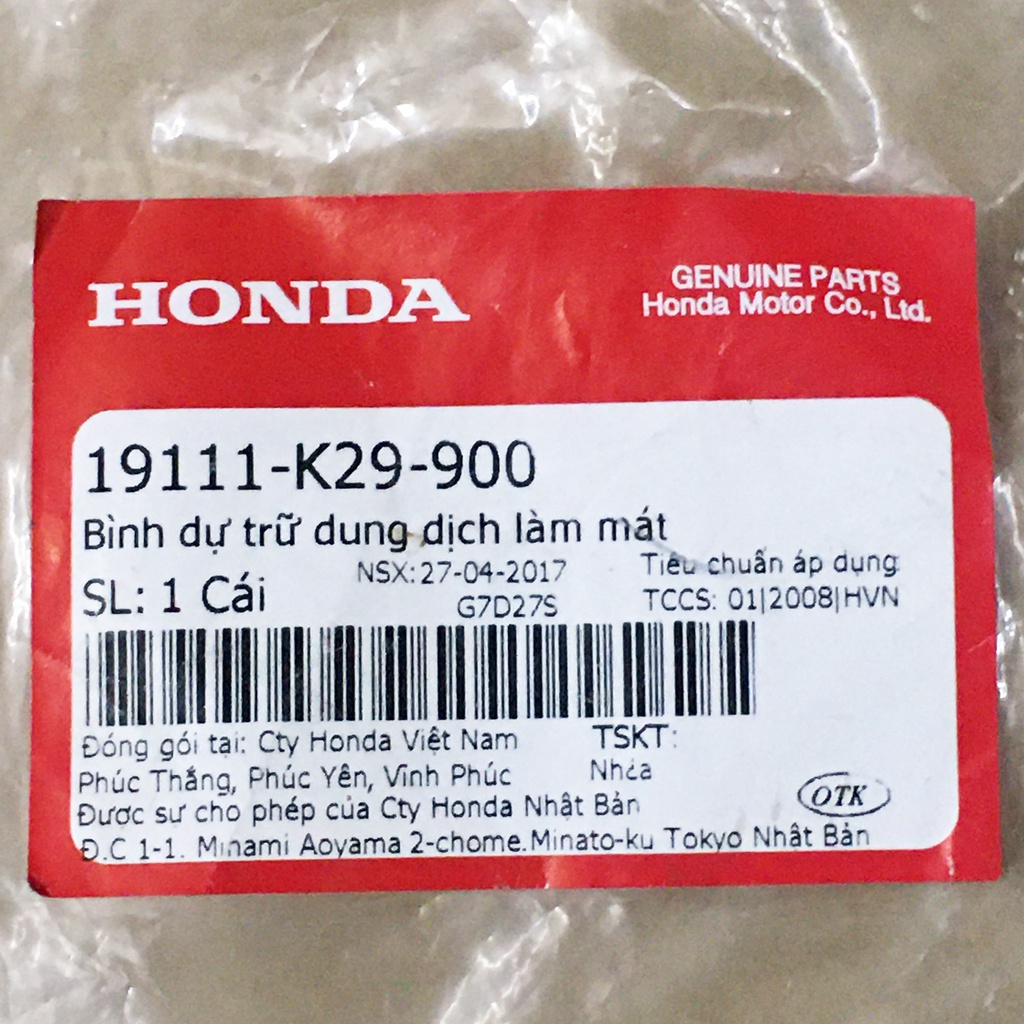 HONDA
GENUINE PARTS
Honda Motor Co., Ltd.
19111-K29-900
Bình dự trữ dung dịch làm mát
SL: 1 Cái
NSX: 27-04-2017
G7D27S
Tiêu chuẩn áp dụng
TCCS: 01|2008|HVN
Đóng gói tại: Cty Honda Việt Nam
Phúc Thắng, Phúc Yên, Vĩnh Phúc
TSKT:
Nhựa
Được sư cho phép của Cty Honda Nhật Bản
Đ.C 1-1. Minami Aoyama 2-chome.Minato-ku Tokyo Nhật Bản
OTK